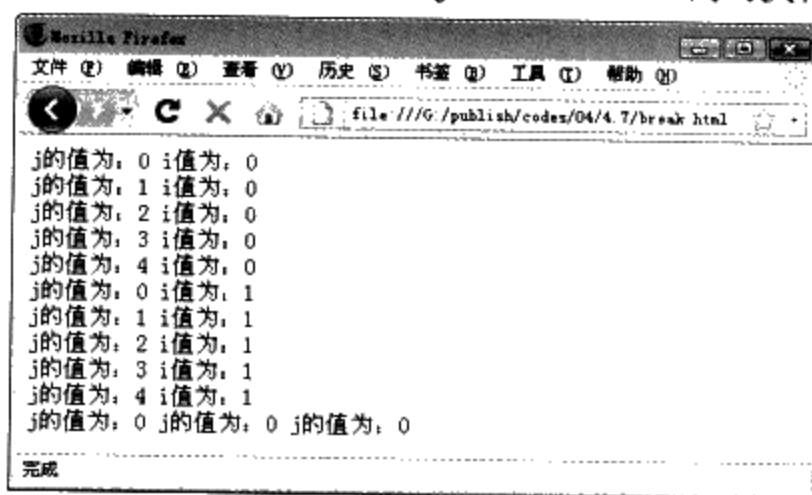 Mozilla Firefox
文件 (F) 编辑 (E) 查看 (V) 历史 (S) 书签 (B) 工具 (T) 帮助 (H)
file:///G:/publish/codes/04/4.7/break.html
j的值为：0 i值为：0
j的值为：1 i值为：0
j的值为：2 i值为：0
j的值为：3 i值为：0
j的值为：4 i值为：0
j的值为：0 i值为：1
j的值为：1 i值为：1
j的值为：2 i值为：1
j的值为：3 i值为：1
j的值为：4 i值为：1
j的值为：0 j的值为：0 j的值为：0
完成